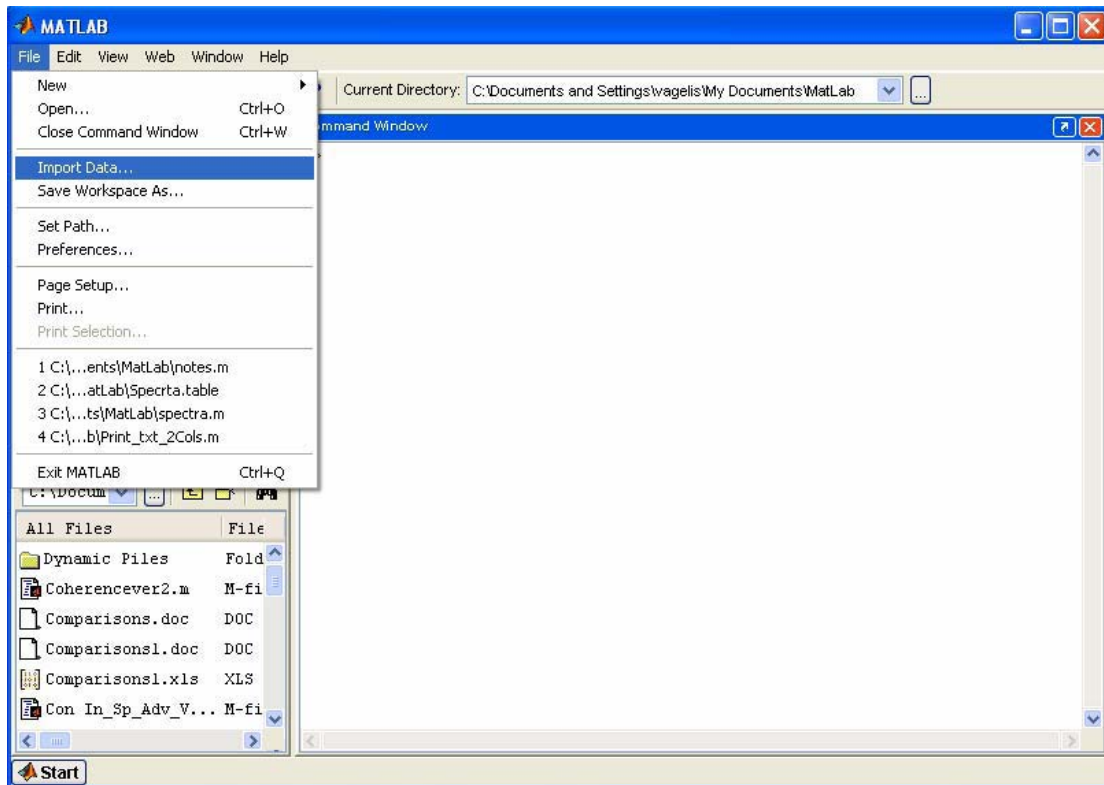 MATLAB
File Edit View Web Window Help
New
Open... Ctrl+O
Close Command Window Ctrl+W
Import Data...
Save Workspace As...
Set Path...
Preferences...
Page Setup...
Print...
Print Selection...
1 C:\...ents\MatLab\notes.m
2 C:\...atLab\Specrta.table
3 C:\...ts\MatLab\spectra.m
4 C:\...b\Print_txt_2Cols.m
Exit MATLAB Ctrl+Q
Current Directory: C:\Documents and Settings\vagelis\My Documents\MatLab ...
ommand Window
C:\Docum ...
All Files File
Dynamic Piles Fold
Coherencever2.m M-fi
Comparisons.doc DOC
Comparisons1.doc DOC
Comparisons1.xls XLS
Con In_Sp_Adv_V... M-fi
Start